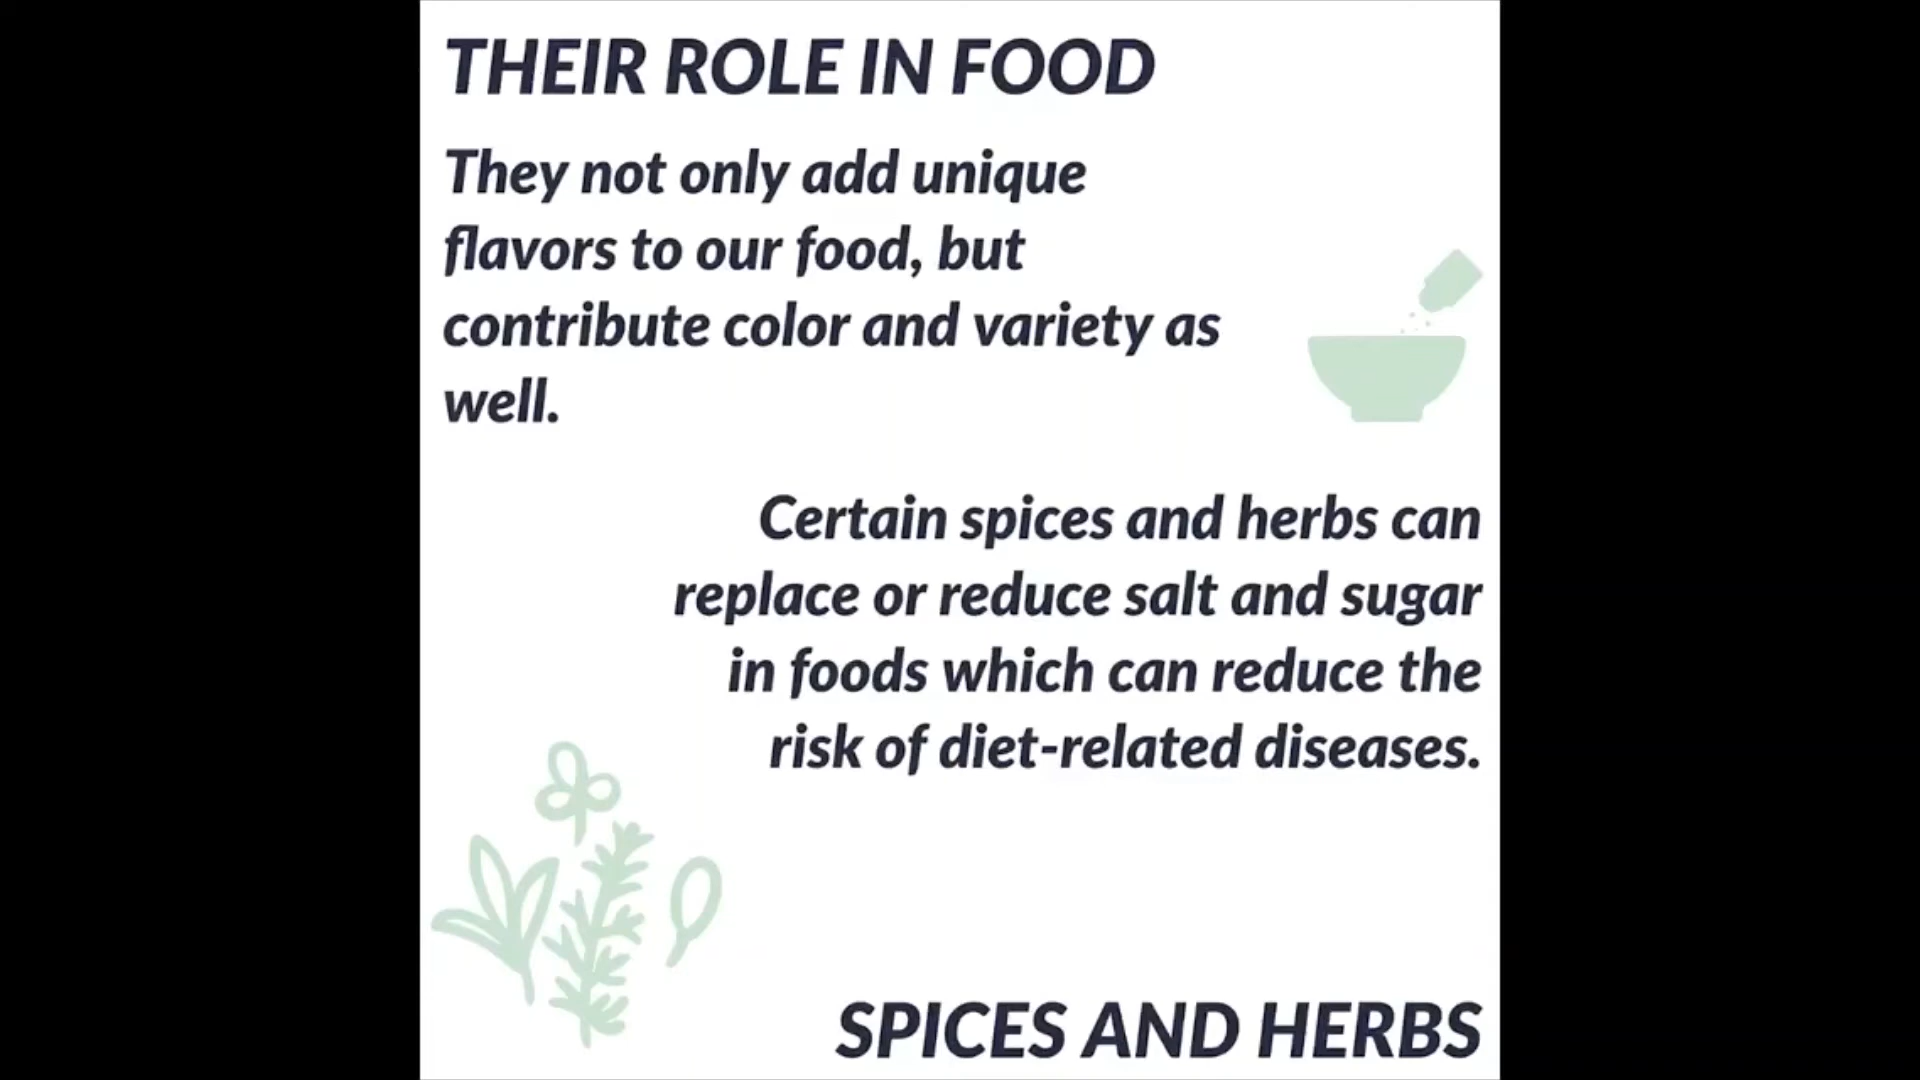 THEIR ROLE IN FOOD
They not only add unique
flavors to our food, but
contribute color and variety as
well.
Certain spices and herbs can
replace or reduce salt and sugar
in foods which can reduce the
risk of diet-related diseases.
SPICES AND HERBS